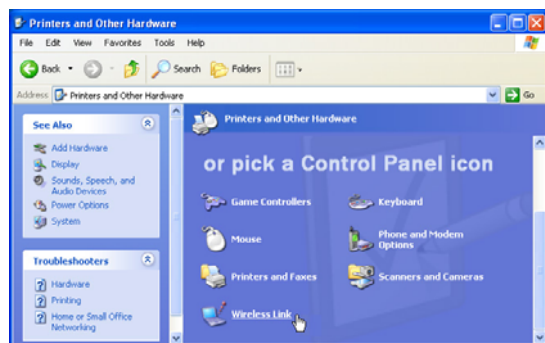 Printers and Other Hardware
File Edit View Favorites Tools Help
Back Search Folders
Address Printers and Other Hardware Go
See Also
Add Hardware
Display
Sounds, Speech, and
Audio Devices
Power Options
System
Troubleshooters
Hardware
Printing
Home or Small Office
Networking
Printers and Other Hardware
or pick a Control Panel icon
Game Controllers Keyboard
Mouse Phone and Modem
Options
Printers and Faxes Scanners and Cameras
Wireless Link